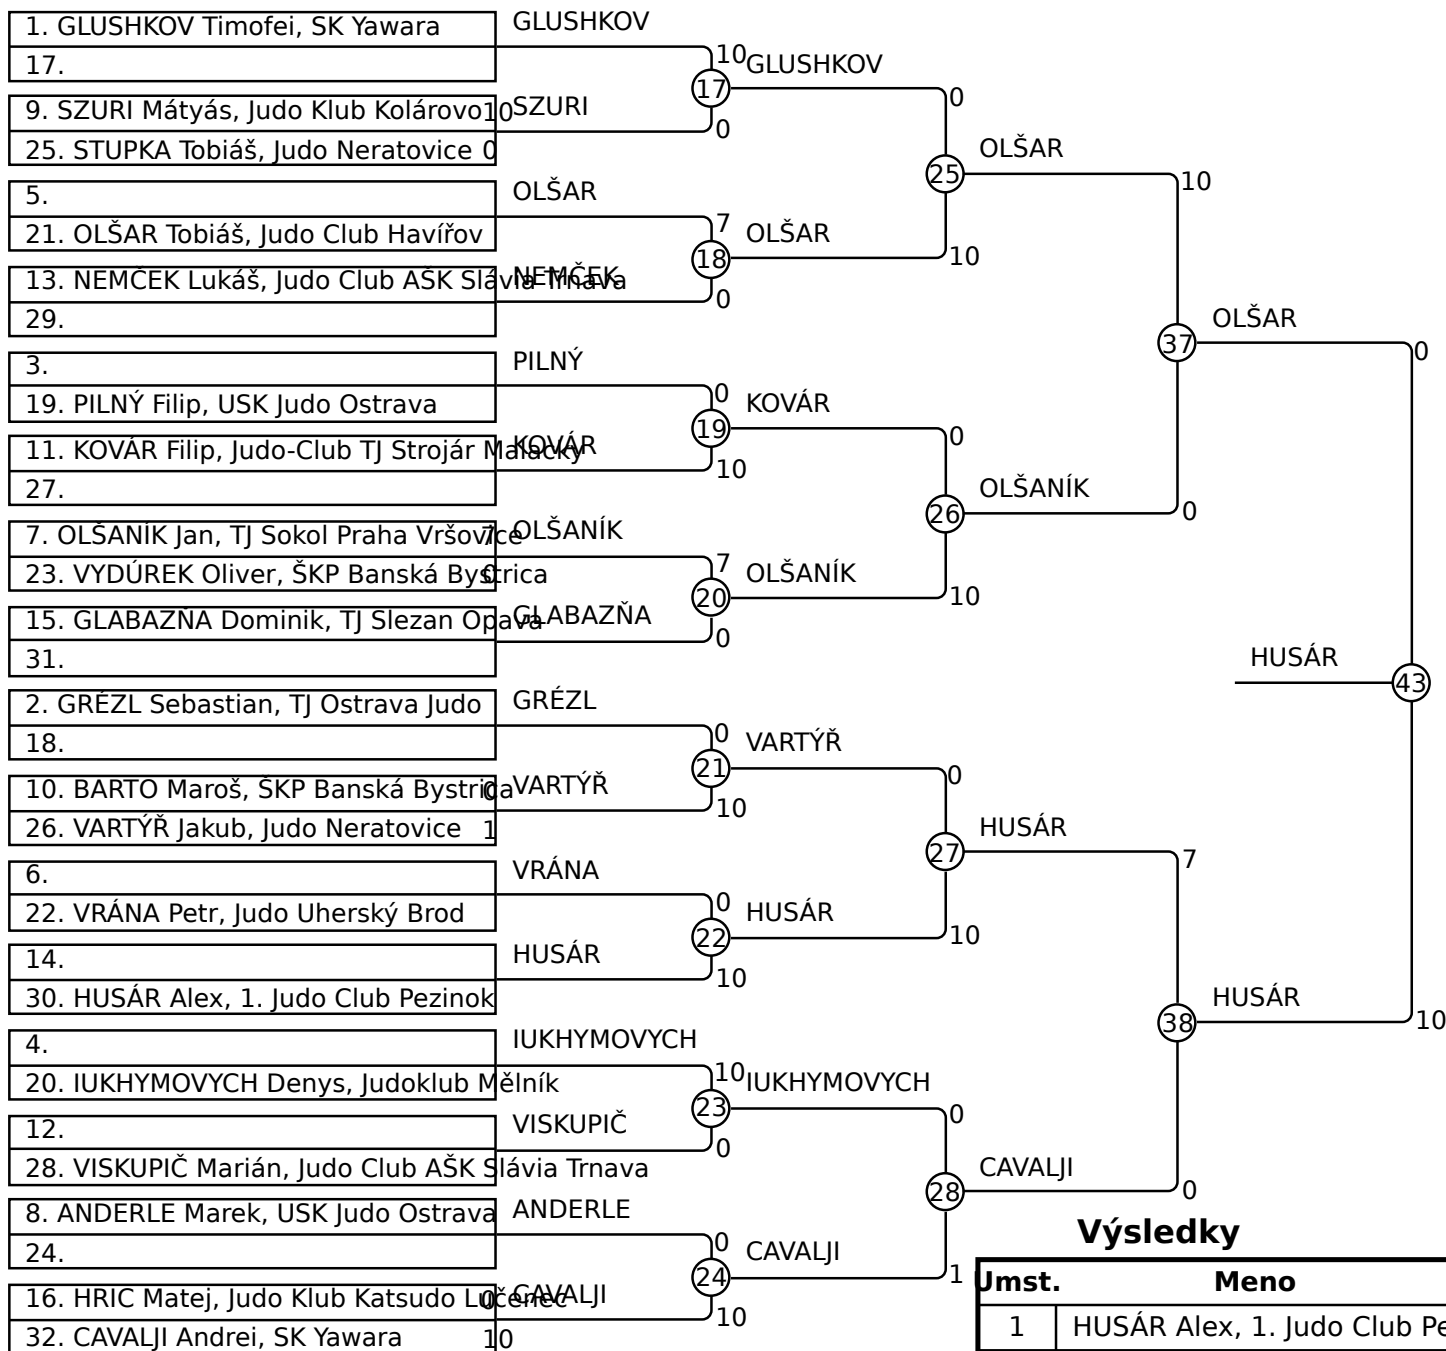 1. GLUSHKOV Timofei, SK Yawara
17.
9. SZURI Mátyás, Judo Klub Kolárovo 10
25. STUPKA Tobiáš, Judo Neratovice 0
5.
21. OLŠAR Tobiáš, Judo Club Havířov
13. NEMČEK Lukáš, Judo Club AŠK Slávia Trnava
29.
3.
19. PILNÝ Filip, USK Judo Ostrava
11. KOVÁR Filip, Judo-Club TJ Strojár Malacky
27.
7. OLŠANÍK Jan, TJ Sokol Praha Vršovice 7
23. VYDÚREK Oliver, ŠKP Banská Bystrica 0
15. GLABAZŇA Dominik, TJ Slezan Opava
31.
2. GRÉZL Sebastian, TJ Ostrava Judo
18.
10. BARTO Maroš, ŠKP Banská Bystrica 0
26. VARTÝŘ Jakub, Judo Neratovice 1
6.
22. VRÁNA Petr, Judo Uherský Brod
14.
30. HUSÁR Alex, 1. Judo Club Pezinok
4.
20. IUKHYMOVYCH Denys, Judoklub Mělník
12.
28. VISKUPIČ Marián, Judo Club AŠK Slávia Trnava
8. ANDERLE Marek, USK Judo Ostrava
24.
16. HRIC Matej, Judo Klub Katsudo Lučenec 0
32. CAVALJI Andrei, SK Yawara 10
GLUSHKOV
10
17
SZURI
0
OLŠAR
7
18
NEMČEK
0
PILNÝ
0
19
KOVÁR
10
OLŠANÍK
7
20
GLABAZŇA
0
GRÉZL
0
21
VARTÝŘ
10
VRÁNA
0
22
HUSÁR
10
IUKHYMOVYCH
10
23
VISKUPIČ
0
ANDERLE
0
24
CAVALJI
10
GLUSHKOV
0
25
OLŠAR
10
KOVÁR
0
26
OLŠANÍK
10
VARTÝŘ
0
27
HUSÁR
10
IUKHYMOVYCH
0
28
CAVALJI
1
OLŠAR
10
37
OLŠANÍK
0
HUSÁR
7
38
CAVALJI
0
OLŠAR
0
HUSÁR
43
HUSÁR
10
Výsledky
Umst. Meno
1 HUSÁR Alex, 1. Judo Club Pe